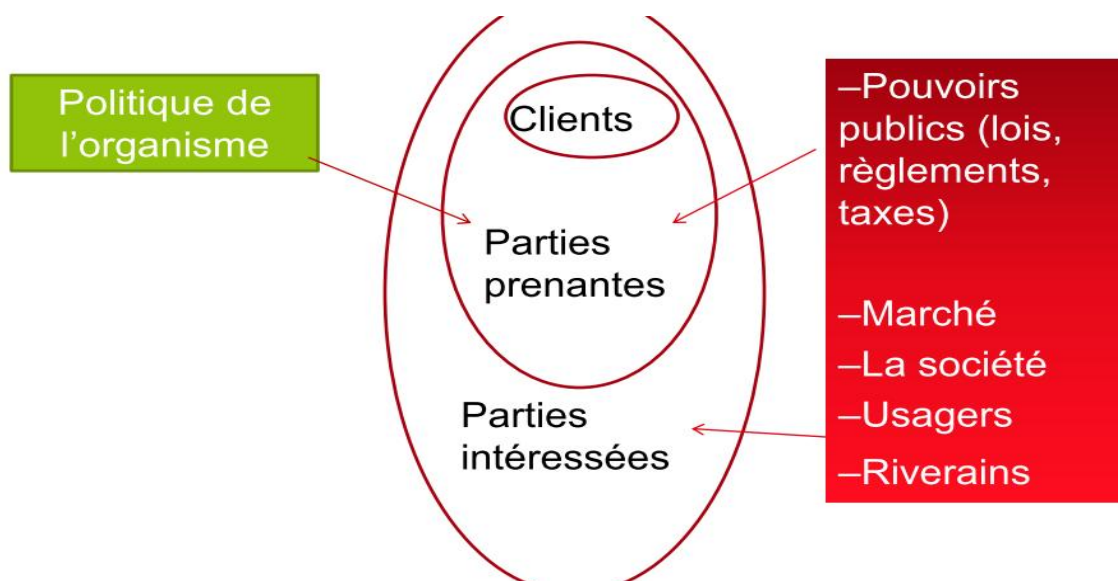 Politique de
l’organisme
Clients
Parties
prenantes
Parties
intéressées
–Pouvoirs
publics (lois,
règlements,
taxes)
–Marché
–La société
–Usagers
–Riverains